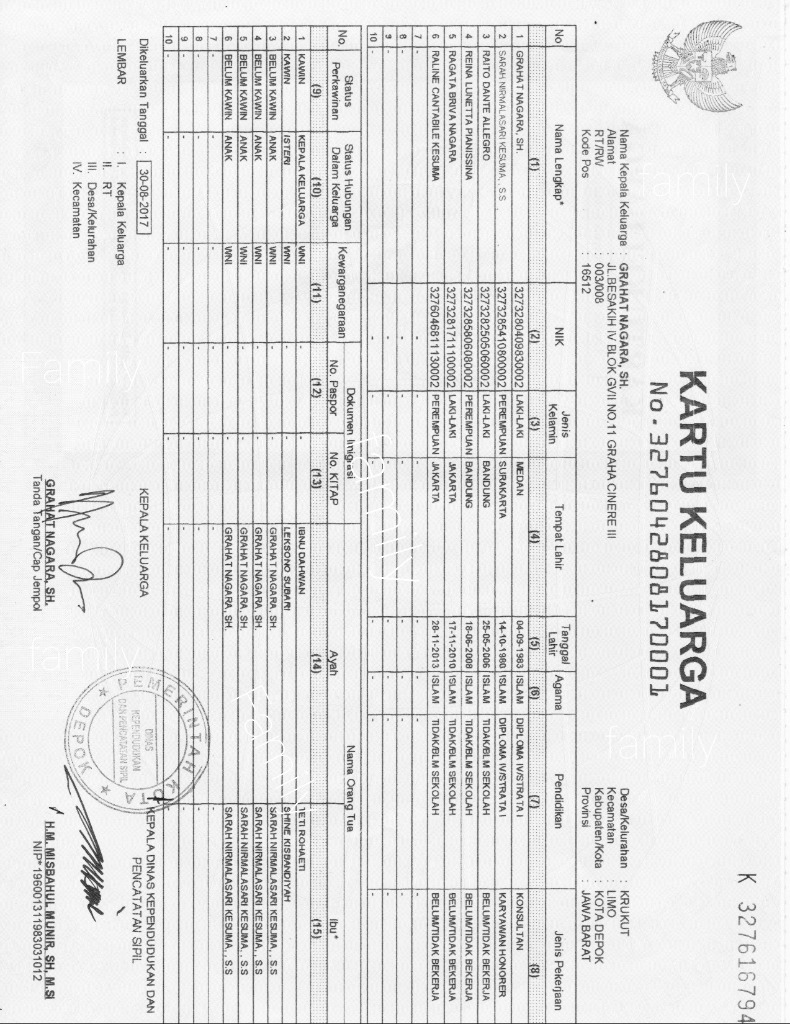 K 327616794
KARTU KELUARGA
No. 3276042808170001
Nama Kepala Keluarga : GRAHAT NAGARA, SH.
Alamat : JL.BESAKIH IV BLOK GVII NO.11 GRAHA CINERE III
RT/RW : 003/008
Kode Pos : 16512
Desa/Kelurahan : KRUKUT
Kecamatan : LIMO
Kabupaten/Kota : KOTA DEPOK
Provinsi : JAWA BARAT
No Nama Lengkap* NIK Jenis Kelamin Tempat Lahir Tanggal Lahir Agama Pendidikan Jenis Pekerjaan
(1) (2) (3) (4) (5) (6) (7) (8)
1 GRAHAT NAGARA, SH. 3273280409830002 LAKI-LAKI MEDAN 04-09-1983 ISLAM DIPLOMA IV/STRATA I KONSULTAN
2 SARAH NIRMALASARI KESUMA, , S.S 3273285410800002 PEREMPUAN SURAKARTA 14-10-1980 ISLAM DIPLOMA IV/STRATA I KARYAWAN HONORER
3 RAITO DANTE ALLEGRO 3273282505060002 LAKI-LAKI BANDUNG 25-05-2006 ISLAM TIDAK/BLM SEKOLAH BELUM/TIDAK BEKERJA
4 REINA LUNETTA PIANISSINA 3273285806080002 PEREMPUAN BANDUNG 18-06-2008 ISLAM TIDAK/BLM SEKOLAH BELUM/TIDAK BEKERJA
5 RAGATA BRIVA NAGARA 3273281711100002 LAKI-LAKI JAKARTA 17-11-2010 ISLAM TIDAK/BLM SEKOLAH BELUM/TIDAK BEKERJA
6 RALINE CANTABILE KESUMA 3276046811130002 PEREMPUAN JAKARTA 28-11-2013 ISLAM TIDAK/BLM SEKOLAH BELUM/TIDAK BEKERJA
7 - - - - - - - -
8 - - - - - - - -
9 - - - - - - - -
10 - - - - - - - -
No. Status Perkawinan Status Hubungan Dalam Keluarga Kewarganegaraan Dokumen Imigrasi Nama Orang Tua
No. Paspor No. KITAP Ayah Ibu*
(9) (10) (11) (12) (13) (14) (15)
1 KAWIN KEPALA KELUARGA WNI - - IBNU DAHWAN ETI ROHAETI
2 KAWIN ISTERI WNI - - LEKSONO SUBARI SHINE KISBANDIYAH
3 BELUM KAWIN ANAK WNI - - GRAHAT NAGARA, SH. SARAH NIRMALASARI KESUMA, , S.S
4 BELUM KAWIN ANAK WNI - - GRAHAT NAGARA, SH. SARAH NIRMALASARI KESUMA, , S.S
5 BELUM KAWIN ANAK WNI - - GRAHAT NAGARA, SH. SARAH NIRMALASARI KESUMA, , S.S
6 BELUM KAWIN ANAK WNI - - GRAHAT NAGARA, SH. SARAH NIRMALASARI KESUMA, , S.S
7 - - - - - - -
8 - - - - - - -
9 - - - - - - -
10 - - - - - - -
Dikeluarkan Tanggal : 30-08-2017
LEMBAR : I. Kepala Keluarga
II. RT
III. Desa/Kelurahan
IV. Kecamatan
KEPALA KELUARGA
GRAHAT NAGARA, SH.
Tanda Tangan/Cap Jempol
KEPALA DINAS KEPENDUDUKAN DAN
PENCATATAN SIPIL
PEMERINTAH KOTA
DINAS
KEPENDUDUKAN
DAN PENCATATAN SIPIL
DEPOK
H.M. MISBAHUL MUNIR, SH, M.SI
NIP* 196001311983031012
family
family
family
family
family
family